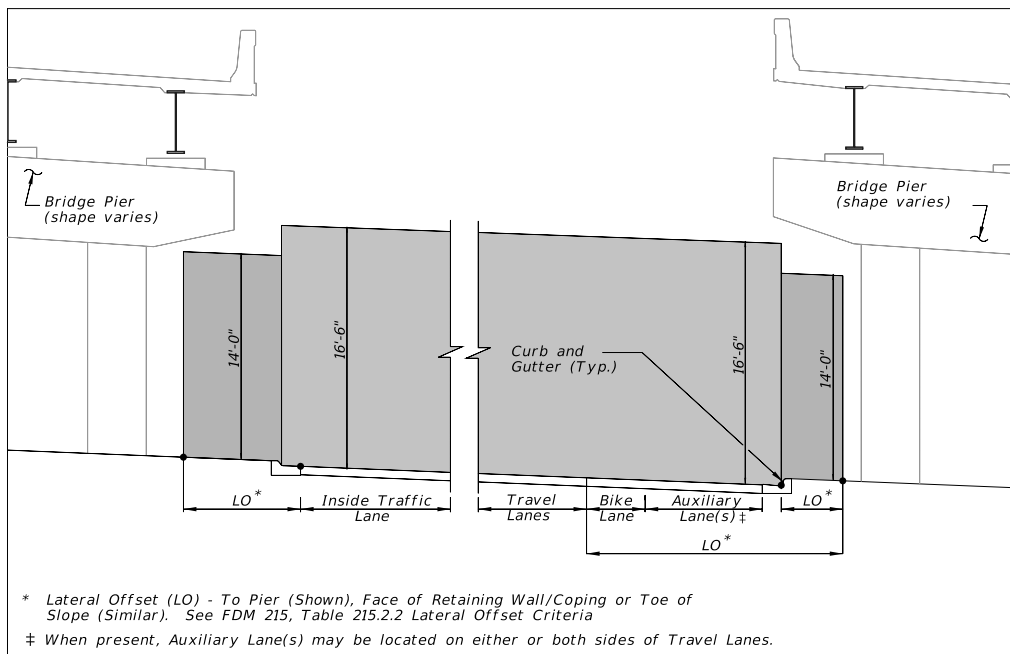 Bridge Pier
(shape varies)
Bridge Pier
(shape varies)
14'-0"
16'-6"
Curb and
Gutter (Typ.)
16'-6"
14'-0"
LO*
Inside Traffic
Lane
Travel
Lanes
Bike
Lane
Auxiliary
Lane(s) ‡
LO*
LO*
* Lateral Offset (LO) - To Pier (Shown), Face of Retaining Wall/Coping or Toe of
Slope (Similar). See FDM 215, Table 215.2.2 Lateral Offset Criteria
‡ When present, Auxiliary Lane(s) may be located on either or both sides of Travel Lanes.